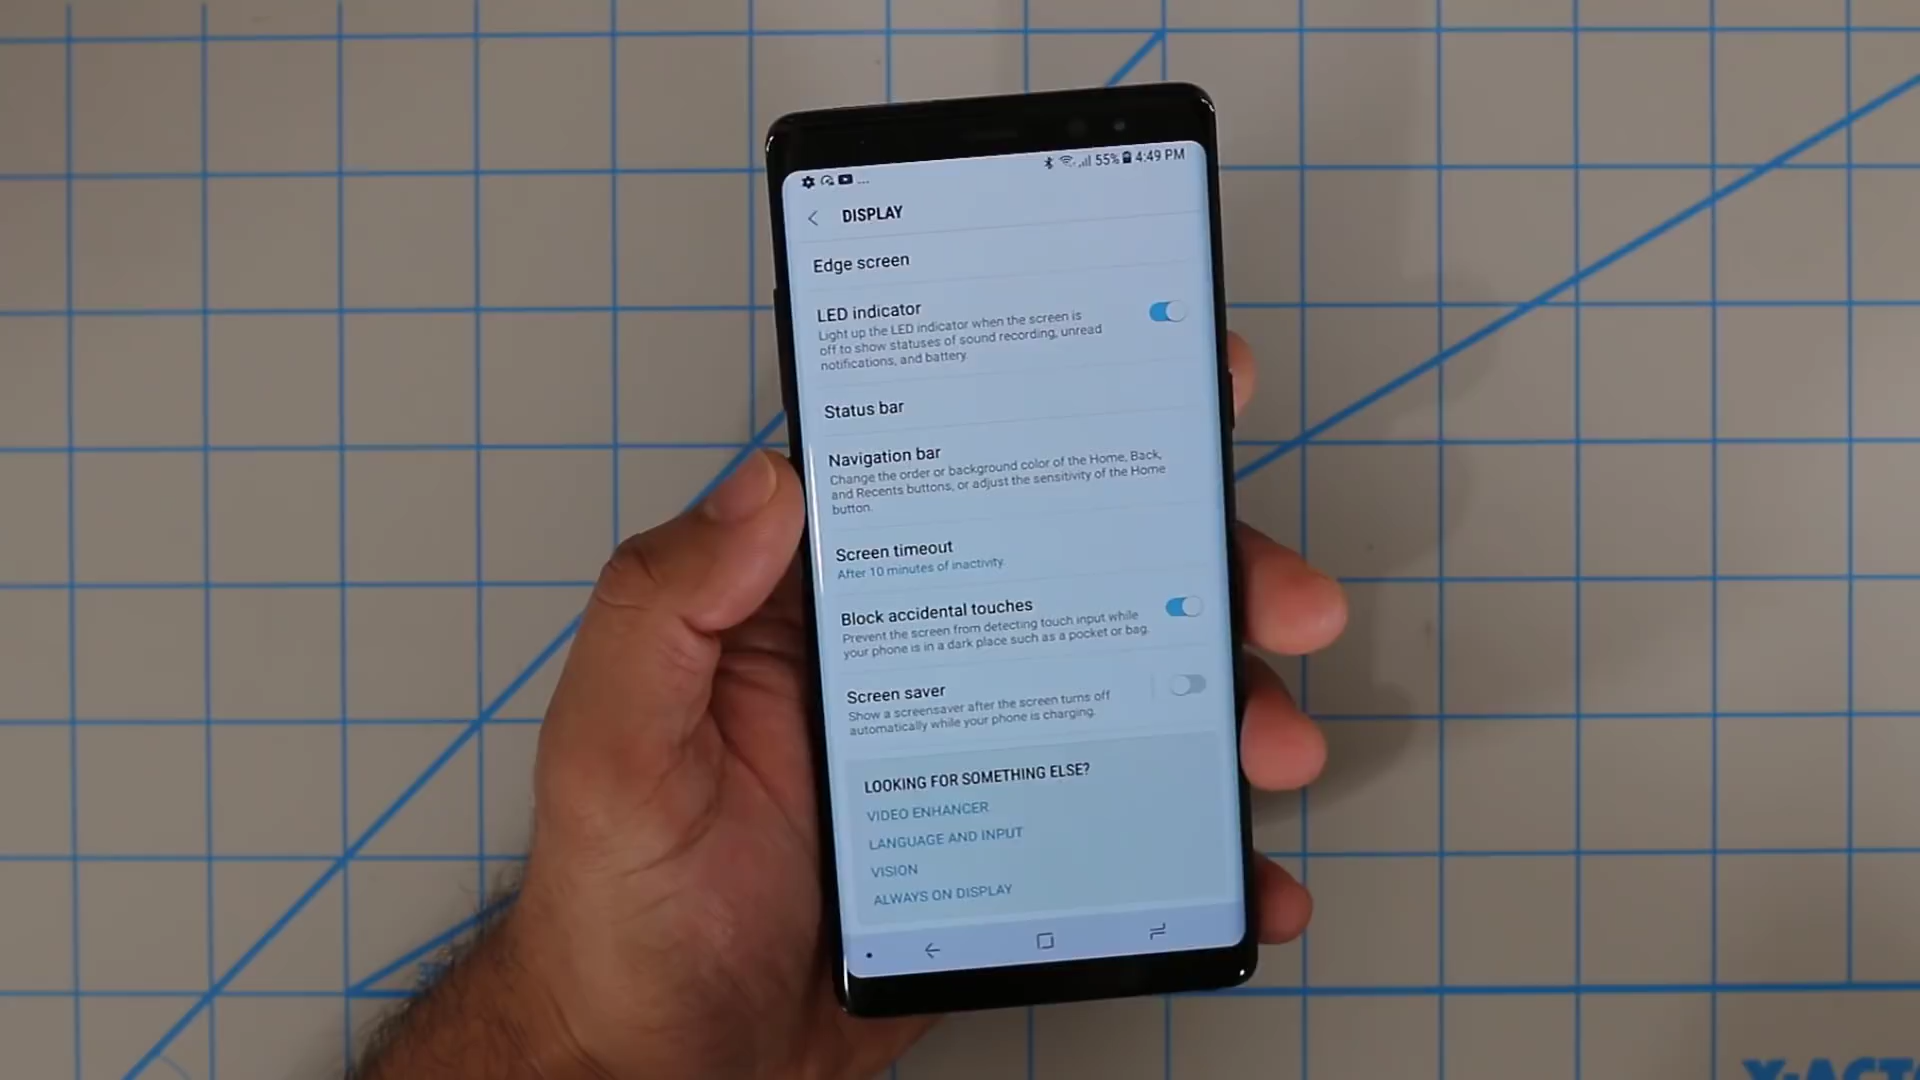 55% 4:49 PM
DISPLAY
Edge screen
LED indicator
Light up the LED indicator when the screen is
off to show statuses of sound recording, unread
notifications, and battery.
Status bar
Navigation bar
Change the order or background color of the Home, Back,
and Recents buttons, or adjust the sensitivity of the Home
button.
Screen timeout
After 10 minutes of inactivity.
Block accidental touches
Prevent the screen from detecting touch input while
your phone is in a dark place such as a pocket or bag.
Screen saver
Show a screensaver after the screen turns off
automatically while your phone is charging.
LOOKING FOR SOMETHING ELSE?
VIDEO ENHANCER
LANGUAGE AND INPUT
VISION
ALWAYS ON DISPLAY